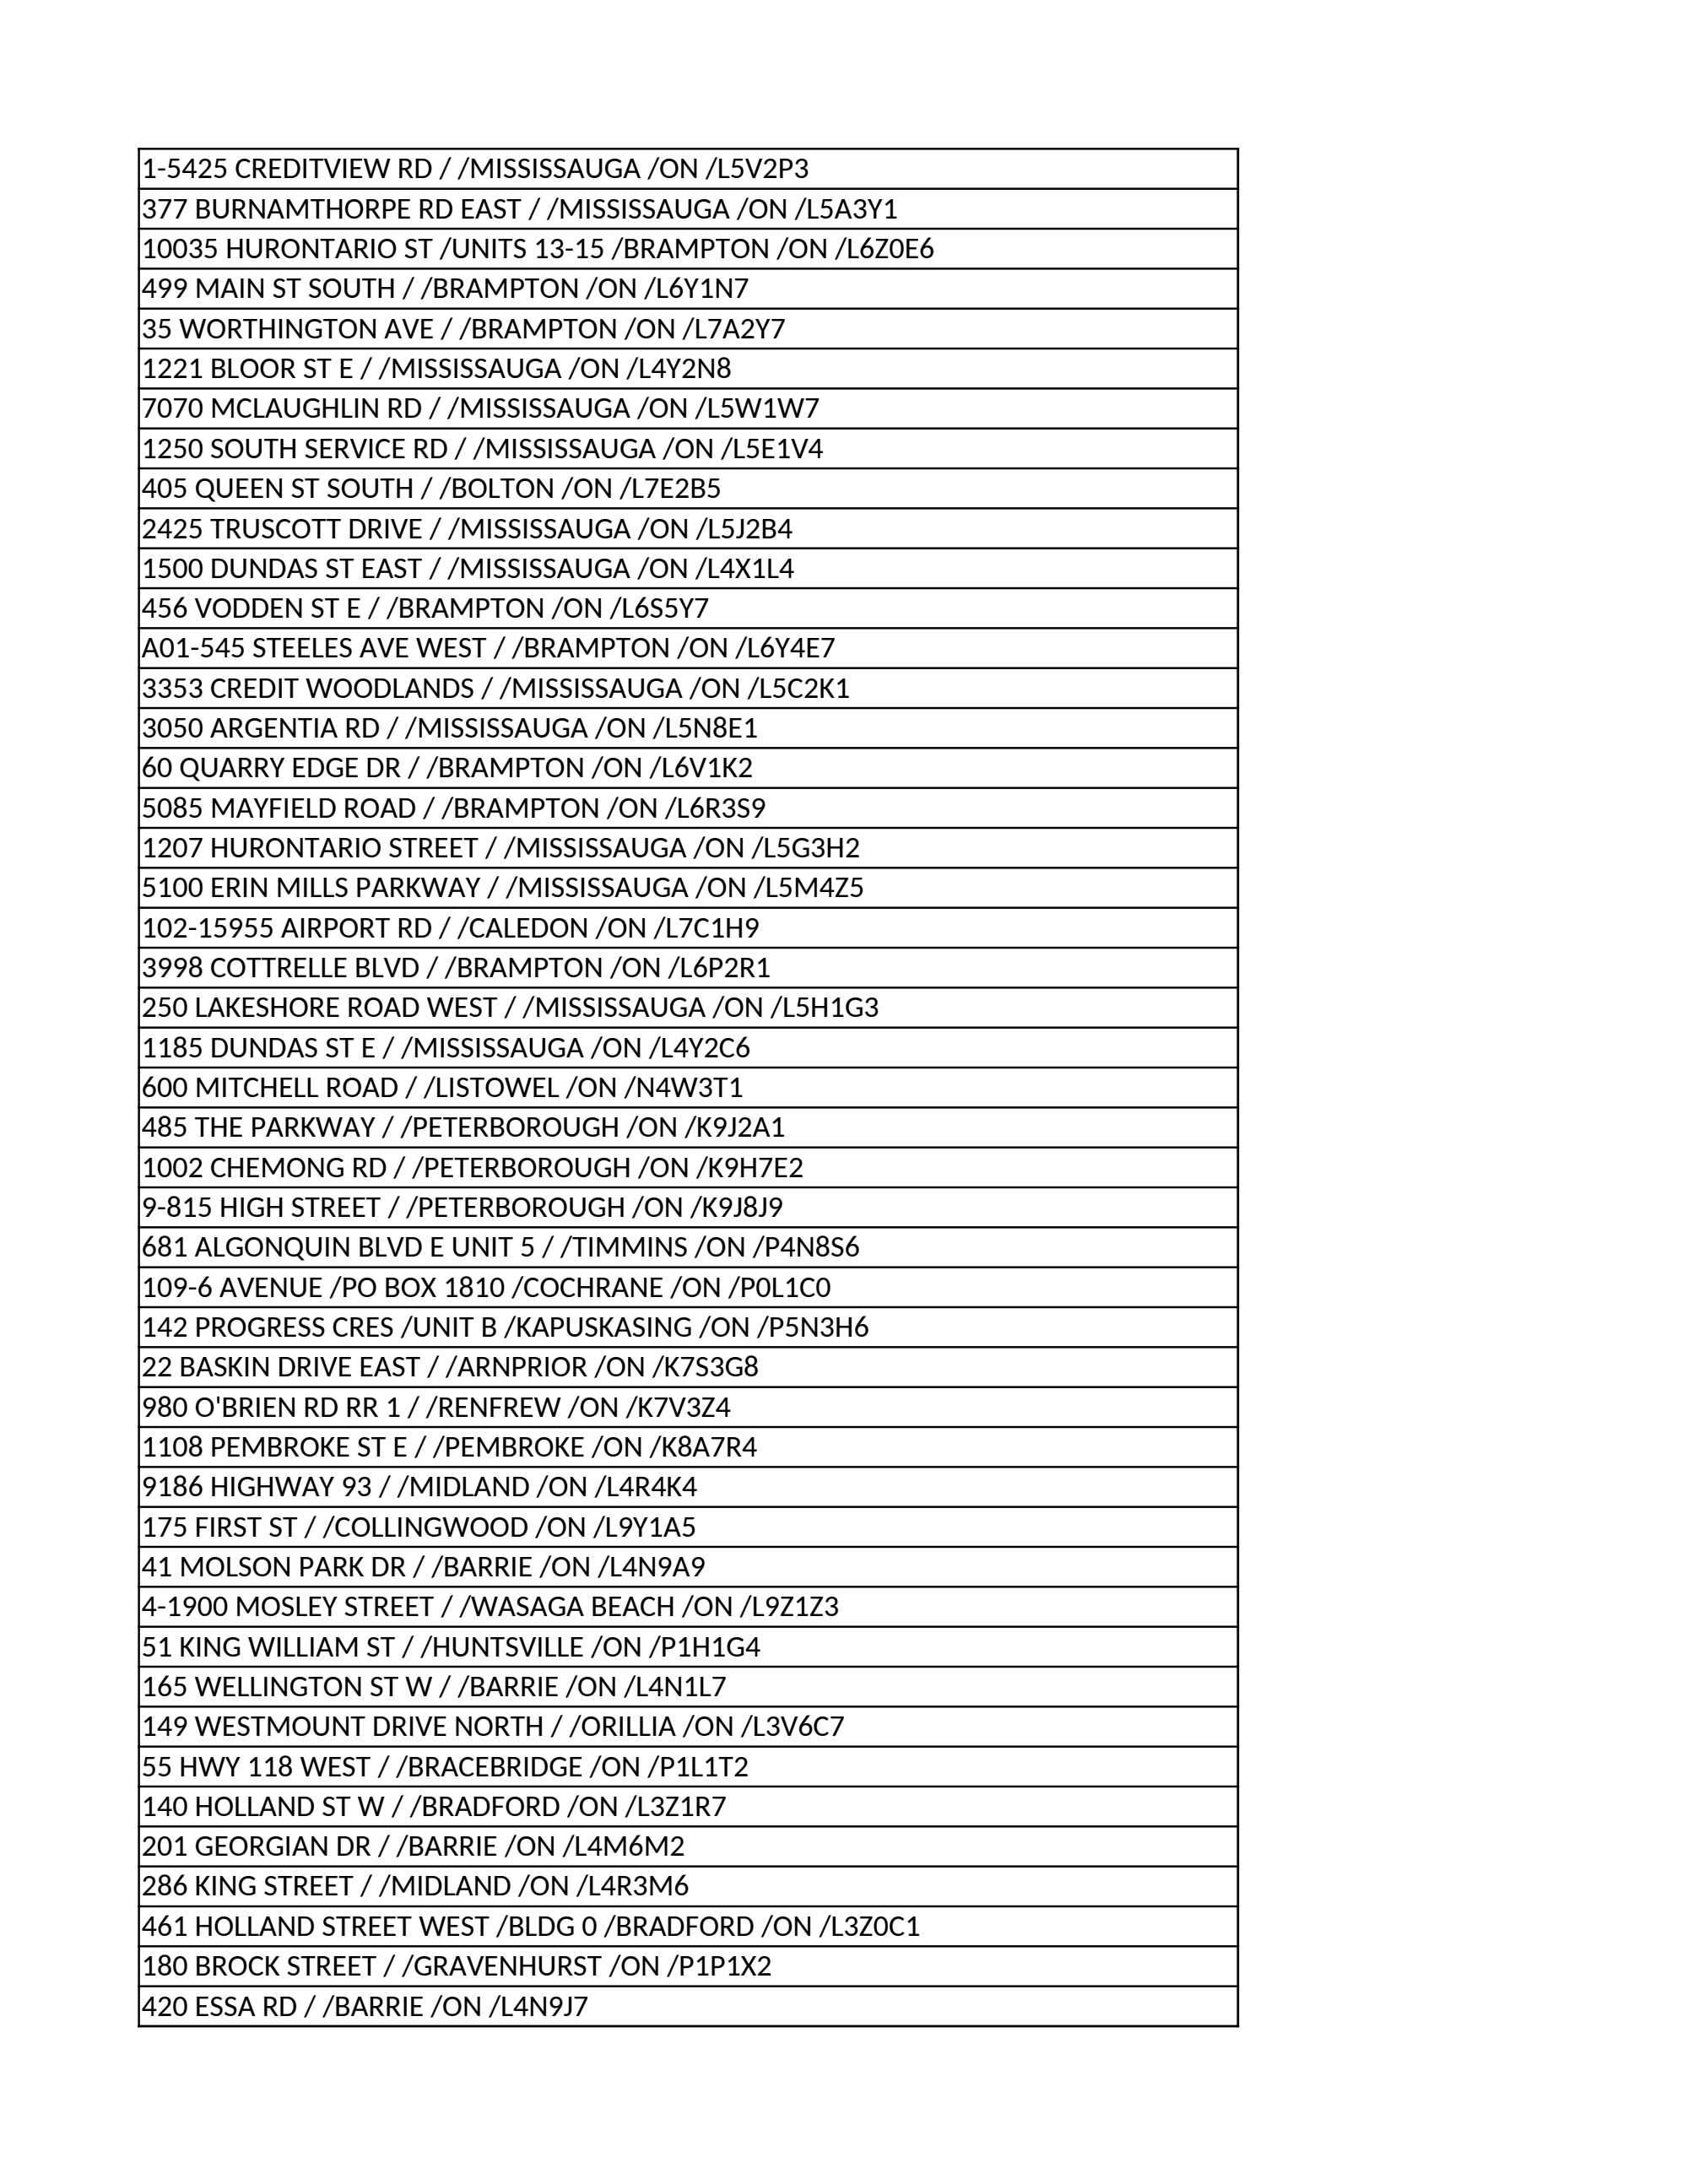 1-5425 CREDITVIEW RD / /MISSISSAUGA /ON /L5V2P3
377 BURNAMTHORPE RD EAST / /MISSISSAUGA /ON /L5A3Y1
10035 HURONTARIO ST /UNITS 13-15 /BRAMPTON /ON /L6Z0E6
499 MAIN ST SOUTH / /BRAMPTON /ON /L6Y1N7
35 WORTHINGTON AVE / /BRAMPTON /ON /L7A2Y7
1221 BLOOR ST E / /MISSISSAUGA /ON /L4Y2N8
7070 MCLAUGHLIN RD / /MISSISSAUGA /ON /L5W1W7
1250 SOUTH SERVICE RD / /MISSISSAUGA /ON /L5E1V4
405 QUEEN ST SOUTH / /BOLTON /ON /L7E2B5
2425 TRUSCOTT DRIVE / /MISSISSAUGA /ON /L5J2B4
1500 DUNDAS ST EAST / /MISSISSAUGA /ON /L4X1L4
456 VODDEN ST E / /BRAMPTON /ON /L6S5Y7
A01-545 STEELES AVE WEST / /BRAMPTON /ON /L6Y4E7
3353 CREDIT WOODLANDS / /MISSISSAUGA /ON /L5C2K1
3050 ARGENTIA RD / /MISSISSAUGA /ON /L5N8E1
60 QUARRY EDGE DR / /BRAMPTON /ON /L6V1K2
5085 MAYFIELD ROAD / /BRAMPTON /ON /L6R3S9
1207 HURONTARIO STREET / /MISSISSAUGA /ON /L5G3H2
5100 ERIN MILLS PARKWAY / /MISSISSAUGA /ON /L5M4Z5
102-15955 AIRPORT RD / /CALEDON /ON /L7C1H9
3998 COTTRELLE BLVD / /BRAMPTON /ON /L6P2R1
250 LAKESHORE ROAD WEST / /MISSISSAUGA /ON /L5H1G3
1185 DUNDAS ST E / /MISSISSAUGA /ON /L4Y2C6
600 MITCHELL ROAD / /LISTOWEL /ON /N4W3T1
485 THE PARKWAY / /PETERBOROUGH /ON /K9J2A1
1002 CHEMONG RD / /PETERBOROUGH /ON /K9H7E2
9-815 HIGH STREET / /PETERBOROUGH /ON /K9J8J9
681 ALGONQUIN BLVD E UNIT 5 / /TIMMINS /ON /P4N8S6
109-6 AVENUE /PO BOX 1810 /COCHRANE /ON /P0L1C0
142 PROGRESS CRES /UNIT B /KAPUSKASING /ON /P5N3H6
22 BASKIN DRIVE EAST / /ARNPRIOR /ON /K7S3G8
980 O'BRIEN RD RR 1 / /RENFREW /ON /K7V3Z4
1108 PEMBROKE ST E / /PEMBROKE /ON /K8A7R4
9186 HIGHWAY 93 / /MIDLAND /ON /L4R4K4
175 FIRST ST / /COLLINGWOOD /ON /L9Y1A5
41 MOLSON PARK DR / /BARRIE /ON /L4N9A9
4-1900 MOSLEY STREET / /WASAGA BEACH /ON /L9Z1Z3
51 KING WILLIAM ST / /HUNTSVILLE /ON /P1H1G4
165 WELLINGTON ST W / /BARRIE /ON /L4N1L7
149 WESTMOUNT DRIVE NORTH / /ORILLIA /ON /L3V6C7
55 HWY 118 WEST / /BRACEBRIDGE /ON /P1L1T2
140 HOLLAND ST W / /BRADFORD /ON /L3Z1R7
201 GEORGIAN DR / /BARRIE /ON /L4M6M2
286 KING STREET / /MIDLAND /ON /L4R3M6
461 HOLLAND STREET WEST /BLDG 0 /BRADFORD /ON /L3Z0C1
180 BROCK STREET / /GRAVENHURST /ON /P1P1X2
420 ESSA RD / /BARRIE /ON /L4N9J7